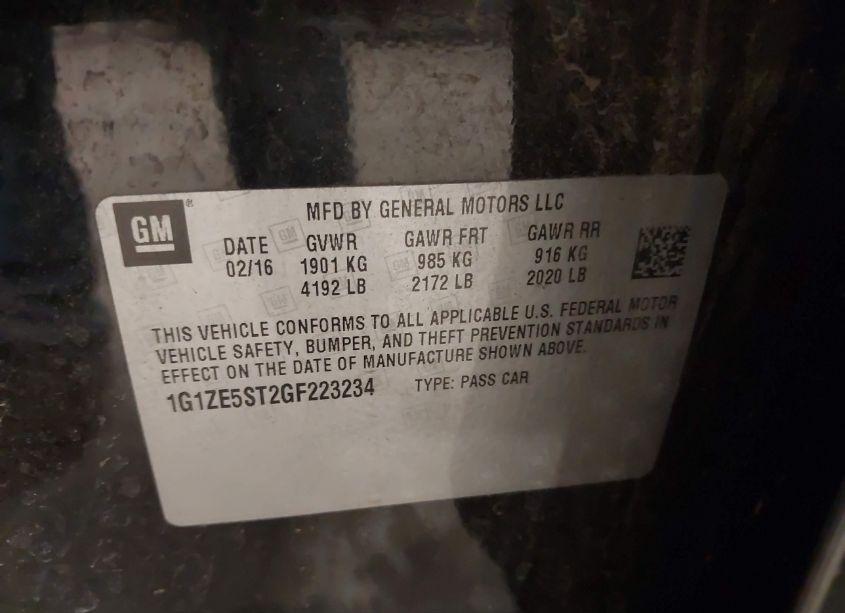 GM
MFD BY GENERAL MOTORS LLC
DATE GVWR GAWR FRT GAWR RR
02/16 1901 KG 985 KG 916 KG
4192 LB 2172 LB 2020 LB
THIS VEHICLE CONFORMS TO ALL APPLICABLE U.S. FEDERAL MOTOR
VEHICLE SAFETY, BUMPER, AND THEFT PREVENTION STANDARDS IN
EFFECT ON THE DATE OF MANUFACTURE SHOWN ABOVE.
1G1ZE5ST2GF223234 TYPE: PASS CAR